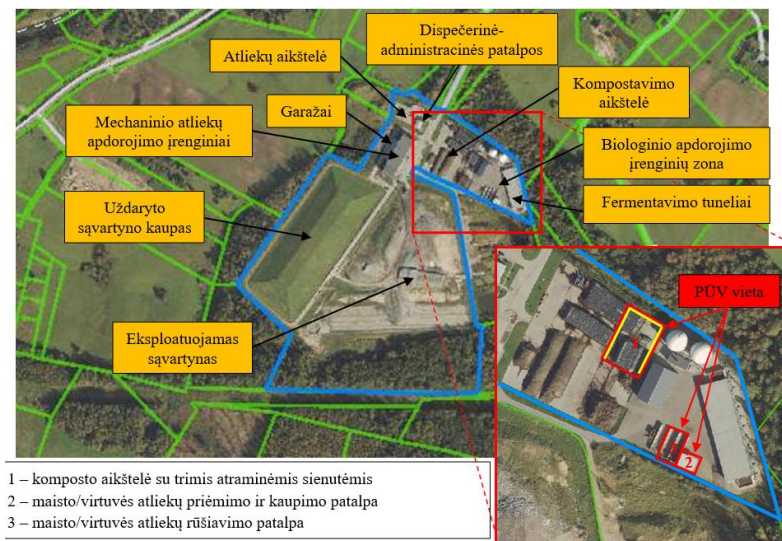 Dispečerinė-
administracinės patalpos
Atliekų aikštelė
Kompostavimo
aikštelė
Garažai
Mechaninio atliekų
apdorojimo įrenginiai
Biologinio apdorojimo
įrenginių zona
Uždaryto
sąvartyno kaupas
Fermentavimo tuneliai
PŪV vieta
Eksploatuojamas
sąvartynas
2
1 – komposto aikštelė su trimis atraminėmis sienutėmis
2 – maisto/virtuvės atliekų priėmimo ir kaupimo patalpa
3 – maisto/virtuvės atliekų rūšiavimo patalpa